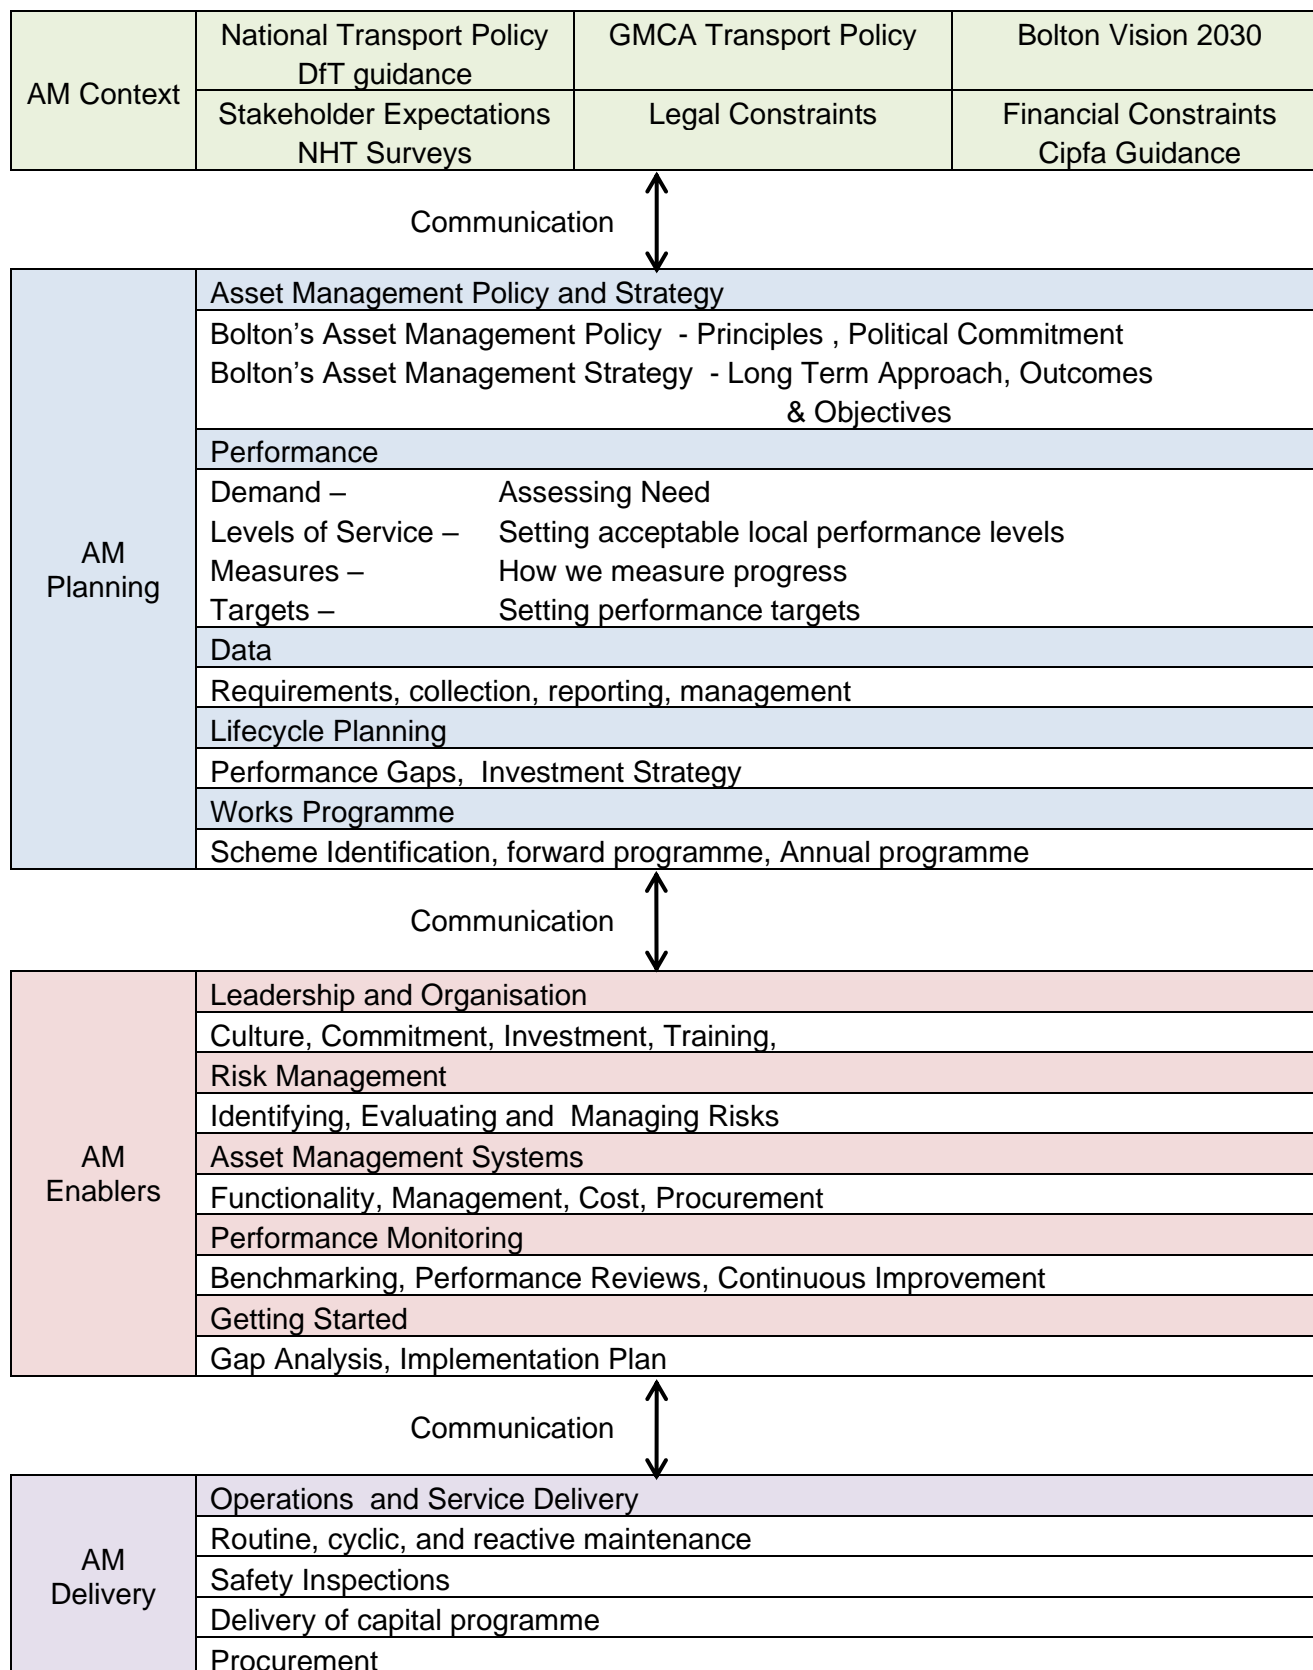 AM Context
National Transport Policy
DfT guidance
GMCA Transport Policy
Bolton Vision 2030
Stakeholder Expectations
NHT Surveys
Legal Constraints
Financial Constraints
Cipfa Guidance
Communication
AM
Planning
Asset Management Policy and Strategy
Bolton’s Asset Management Policy  - Principles , Political Commitment
Bolton’s Asset Management Strategy  - Long Term Approach, Outcomes
& Objectives
Performance
Demand – Assessing Need
Levels of Service – Setting acceptable local performance levels
Measures – How we measure progress
Targets – Setting performance targets
Data
Requirements, collection, reporting, management
Lifecycle Planning
Performance Gaps,  Investment Strategy
Works Programme
Scheme Identification, forward programme, Annual programme
Communication
AM
Enablers
Leadership and Organisation
Culture, Commitment, Investment, Training,
Risk Management
Identifying, Evaluating and  Managing Risks
Asset Management Systems
Functionality, Management, Cost, Procurement
Performance Monitoring
Benchmarking, Performance Reviews, Continuous Improvement
Getting Started
Gap Analysis, Implementation Plan
Communication
AM
Delivery
Operations  and Service Delivery
Routine, cyclic, and reactive maintenance
Safety Inspections
Delivery of capital programme
Procurement